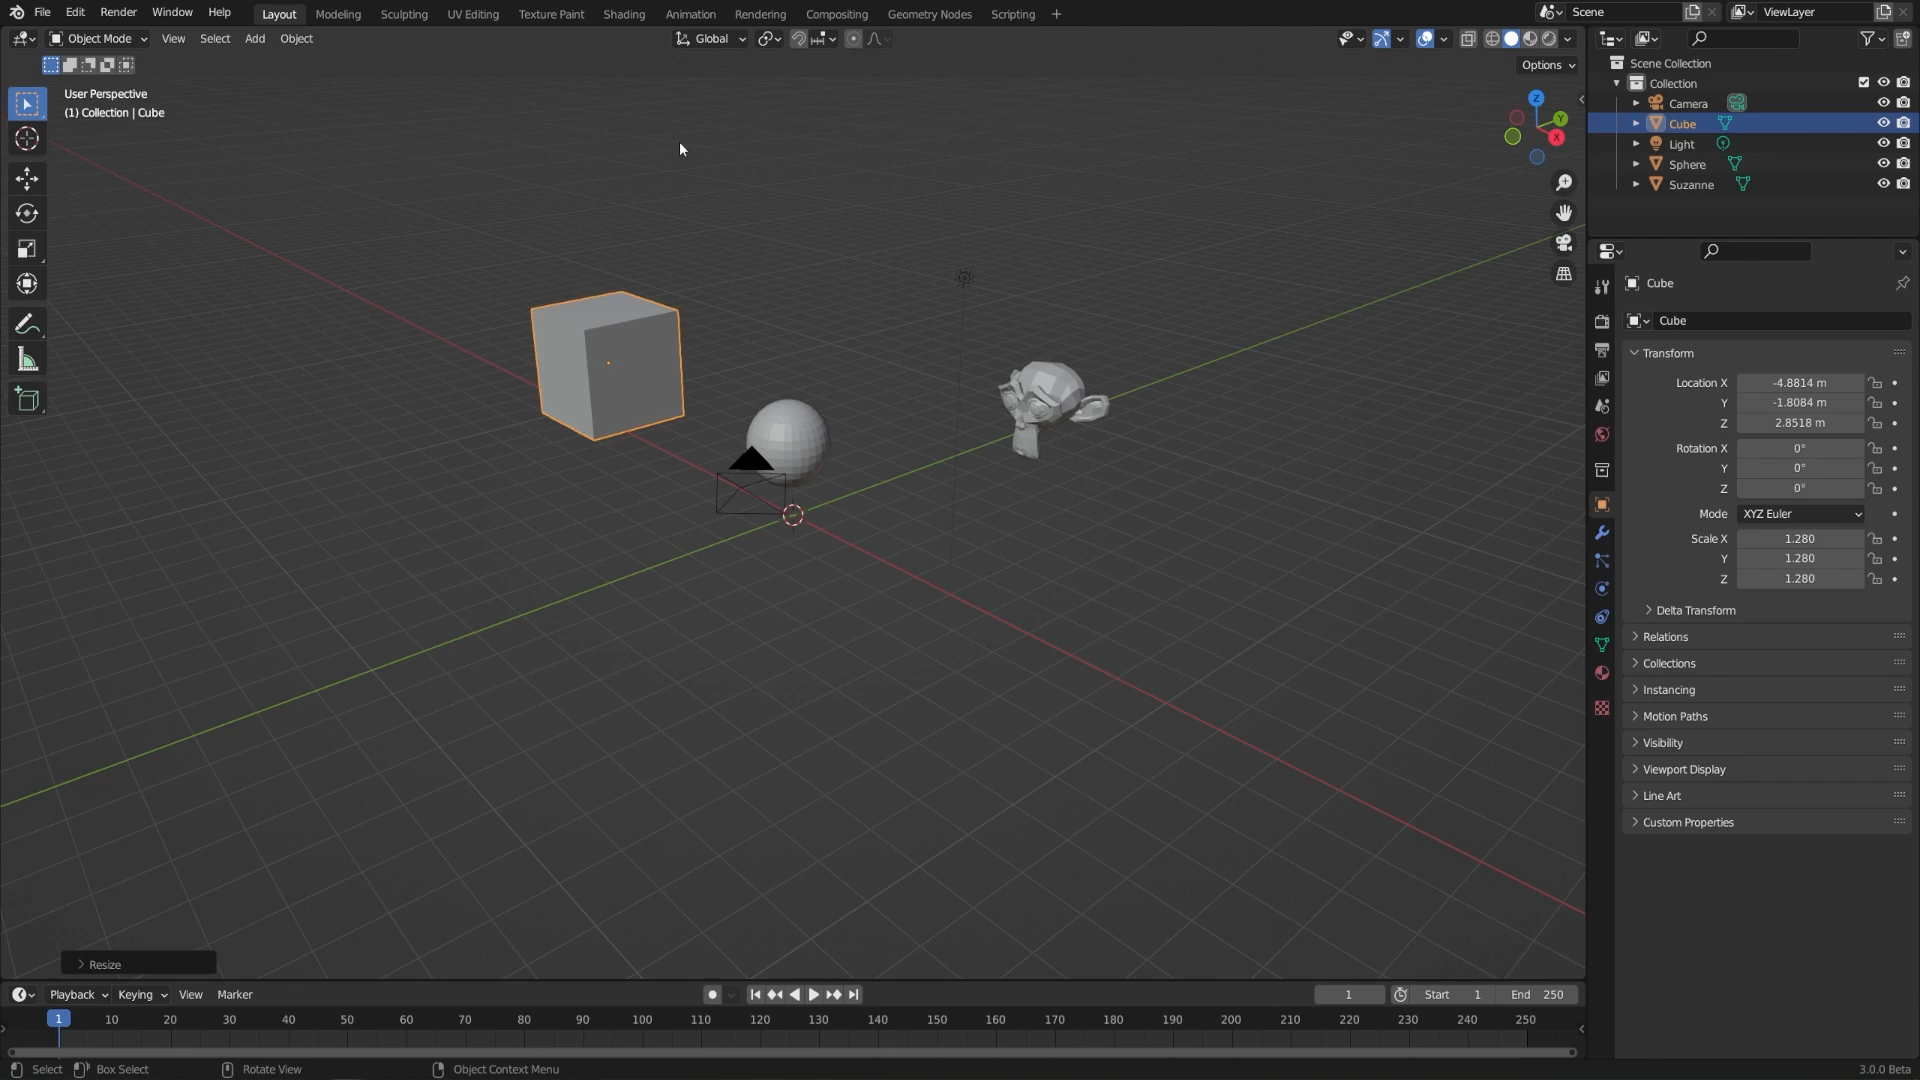 File Edit Render Window Help Layout Modeling Sculpting UV Editing Texture Paint Shading Animation Rendering Compositing Geometry Nodes Scripting + Scene ViewLayer
Object Mode View Select Add Object Global
Options
User Perspective
(1) Collection | Cube
Z
Y
X
Scene Collection
Collection
Camera
Cube
Light
Sphere
Suzanne
Cube
Cube
Transform
Location X -4.8814 m
Y -1.8084 m
Z 2.8518 m
Rotation X 0°
Y 0°
Z 0°
Mode XYZ Euler
Scale X 1.280
Y 1.280
Z 1.280
Delta Transform
Relations
Collections
Instancing
Motion Paths
Visibility
Viewport Display
Line Art
Custom Properties
Resize
Playback Keying View Marker 1 Start 1 End 250
1 10 20 30 40 50 60 70 80 90 100 110 120 130 140 150 160 170 180 190 200 210 220 230 240 250
Select Box Select Rotate View Object Context Menu 3.0.0 Beta